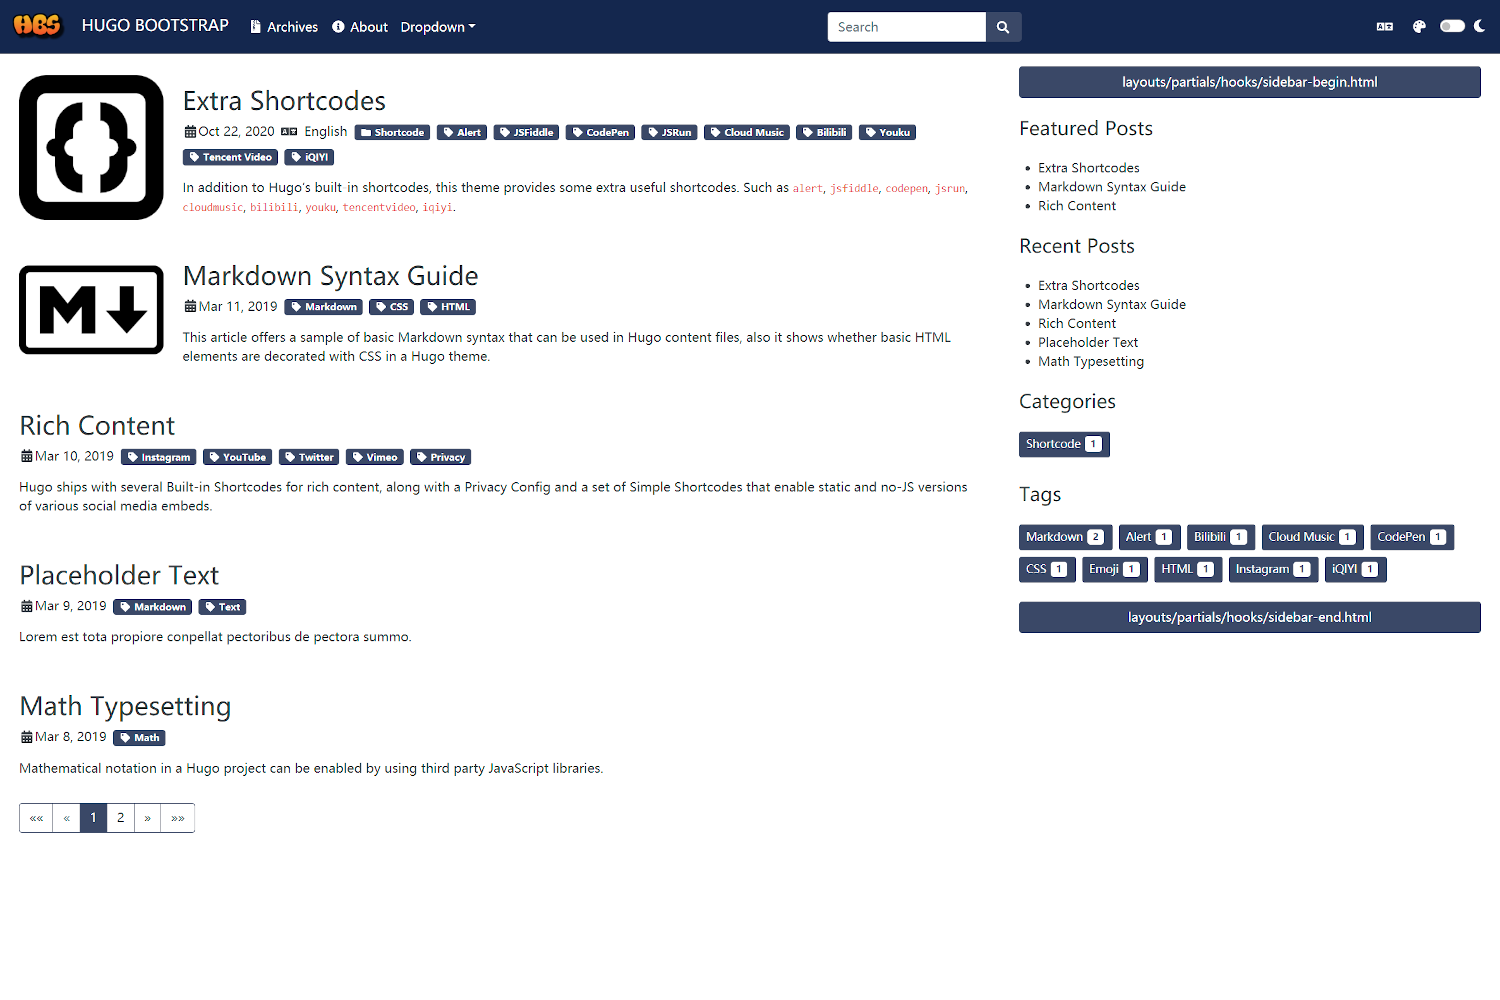 HBS HUGO BOOTSTRAP Archives About Dropdown Search
Extra Shortcodes
Oct 22, 2020 English Shortcode Alert JSFiddle CodePen JSRun Cloud Music Bilibili Youku
Tencent Video iQIYI
In addition to Hugo's built-in shortcodes, this theme provides some extra useful shortcodes. Such as alert, jsfiddle, codepen, jsrun,
cloudmusic, bilibili, youku, tencentvideo, iqiyi.
M
Markdown Syntax Guide
Mar 11, 2019 Markdown CSS HTML
This article offers a sample of basic Markdown syntax that can be used in Hugo content files, also it shows whether basic HTML
elements are decorated with CSS in a Hugo theme.
Rich Content
Mar 10, 2019 Instagram YouTube Twitter Vimeo Privacy
Hugo ships with several Built-in Shortcodes for rich content, along with a Privacy Config and a set of Simple Shortcodes that enable static and no-JS versions
of various social media embeds.
Placeholder Text
Mar 9, 2019 Markdown Text
Lorem est tota propiore conpellat pectoribus de pectora summo.
Math Typesetting
Mar 8, 2019 Math
Mathematical notation in a Hugo project can be enabled by using third party JavaScript libraries.
«« « 1 2 » »»
layouts/partials/hooks/sidebar-begin.html
Featured Posts
Extra Shortcodes
Markdown Syntax Guide
Rich Content
Recent Posts
Extra Shortcodes
Markdown Syntax Guide
Rich Content
Placeholder Text
Math Typesetting
Categories
Shortcode 1
Tags
Markdown 2 Alert 1 Bilibili 1 Cloud Music 1 CodePen 1
CSS 1 Emoji 1 HTML 1 Instagram 1 iQIYI 1
layouts/partials/hooks/sidebar-end.html